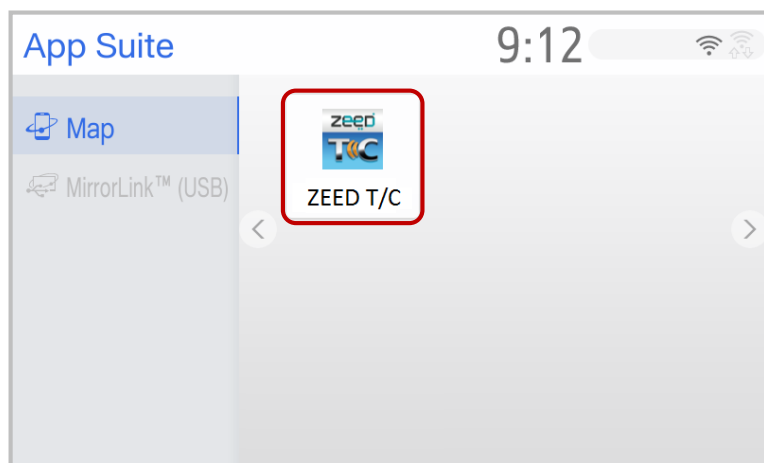 App Suite
9:12
Map
MirrorLink™ (USB)
zeed
T/C
ZEED T/C